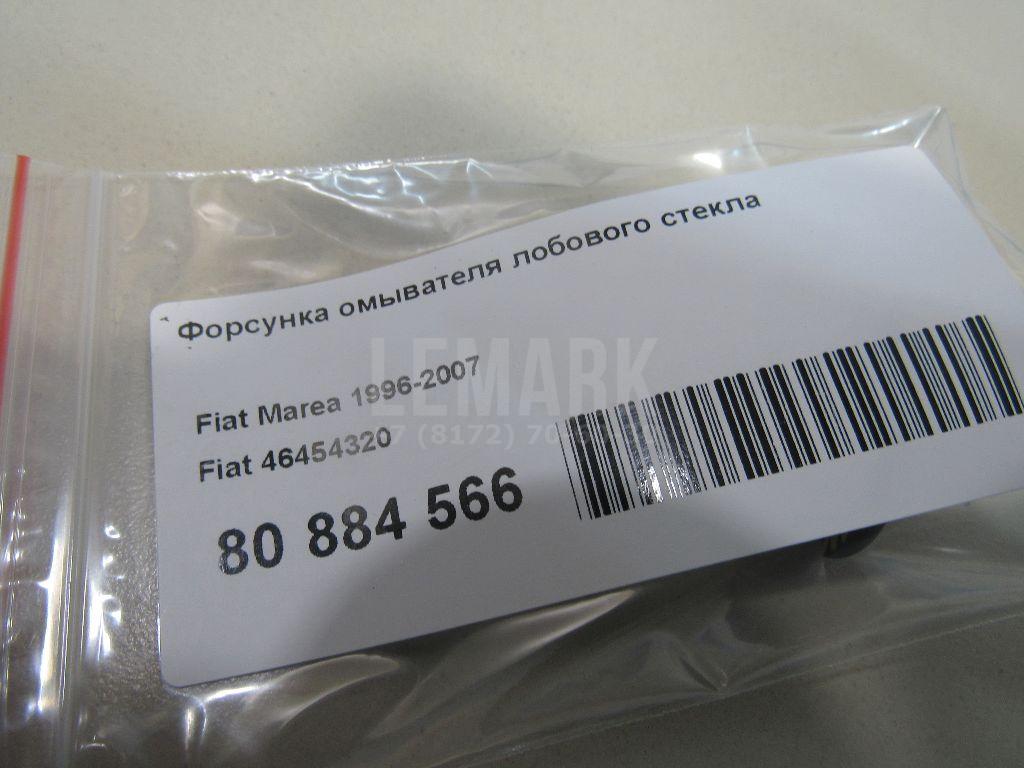 Форсунка омывателя лобового стекла
Fiat Marea 1996-2007
LEMARK
Fiat 46454320
80 884 566